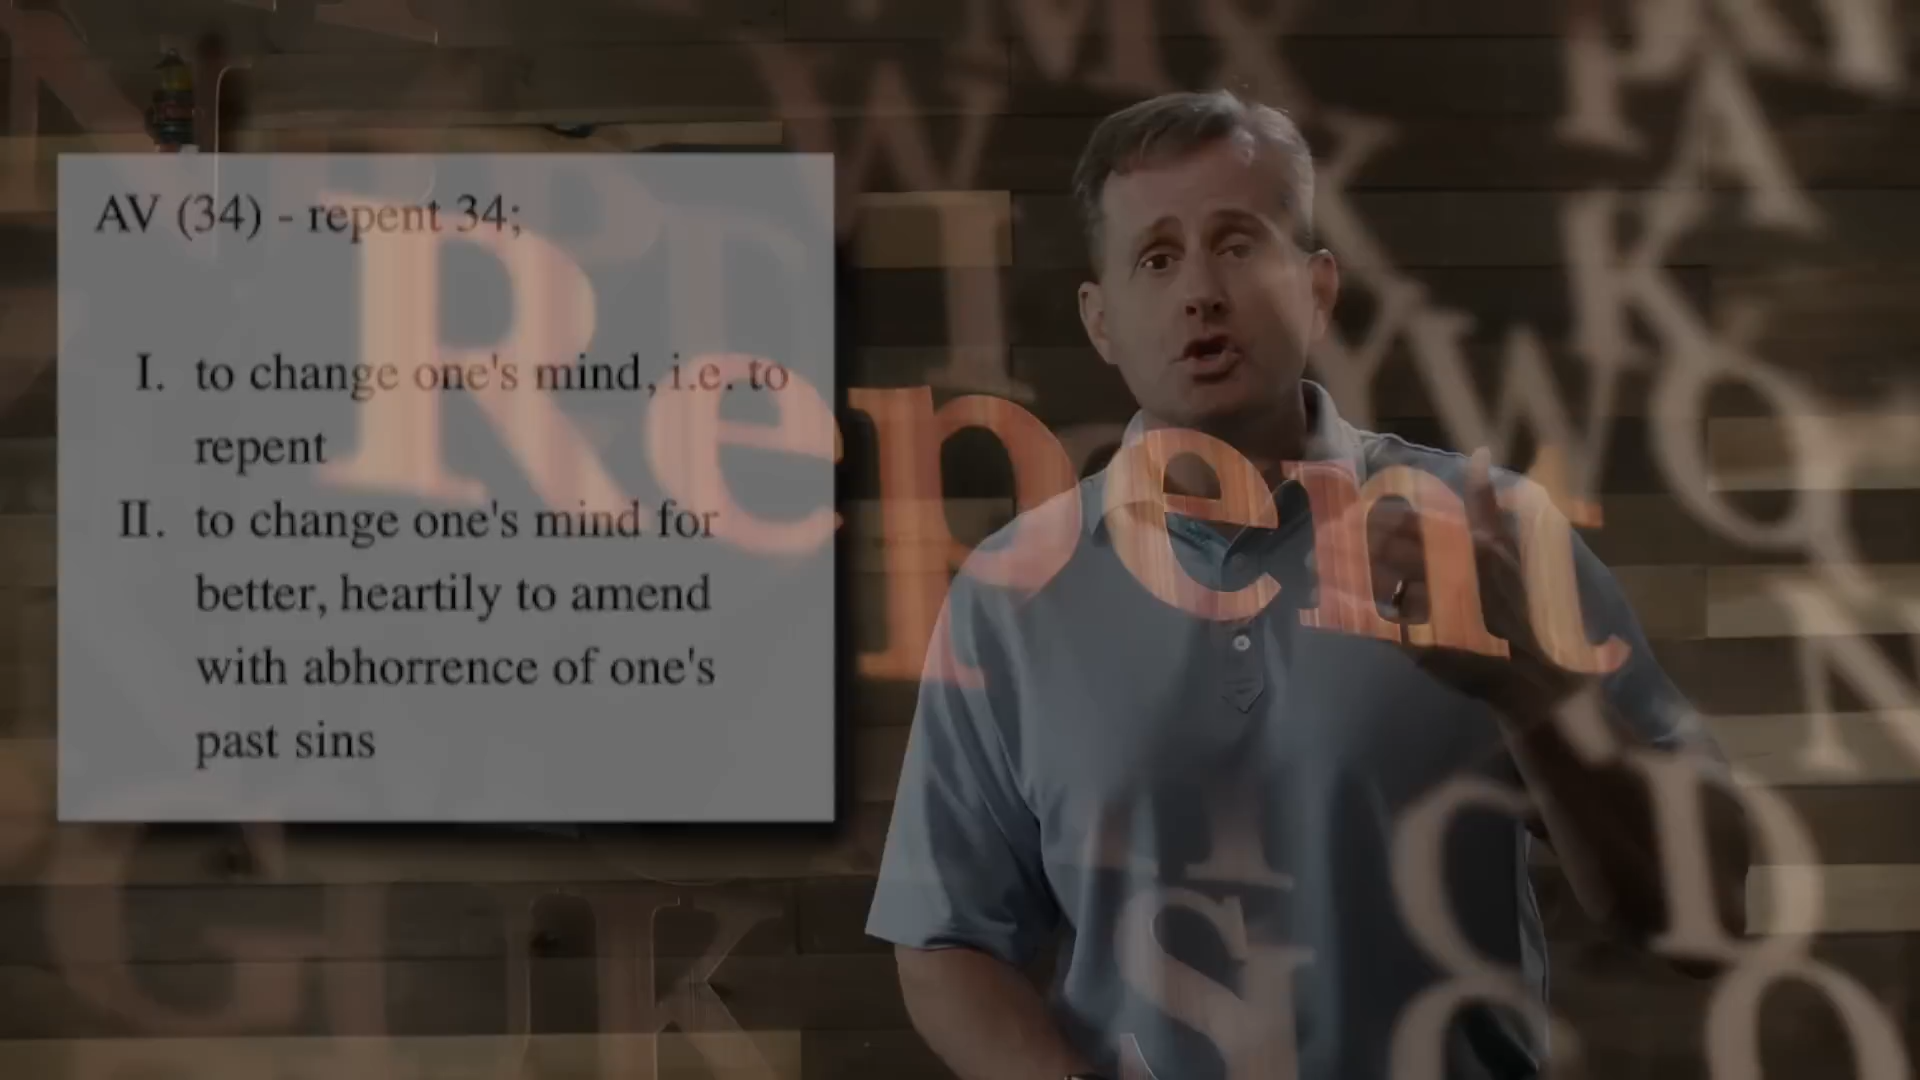 AV (34) - repent 34;
I. to change one's mind, i.e. to
repent
II. to change one's mind for
better, heartily to amend
with abhorrence of one's
past sins
Repent